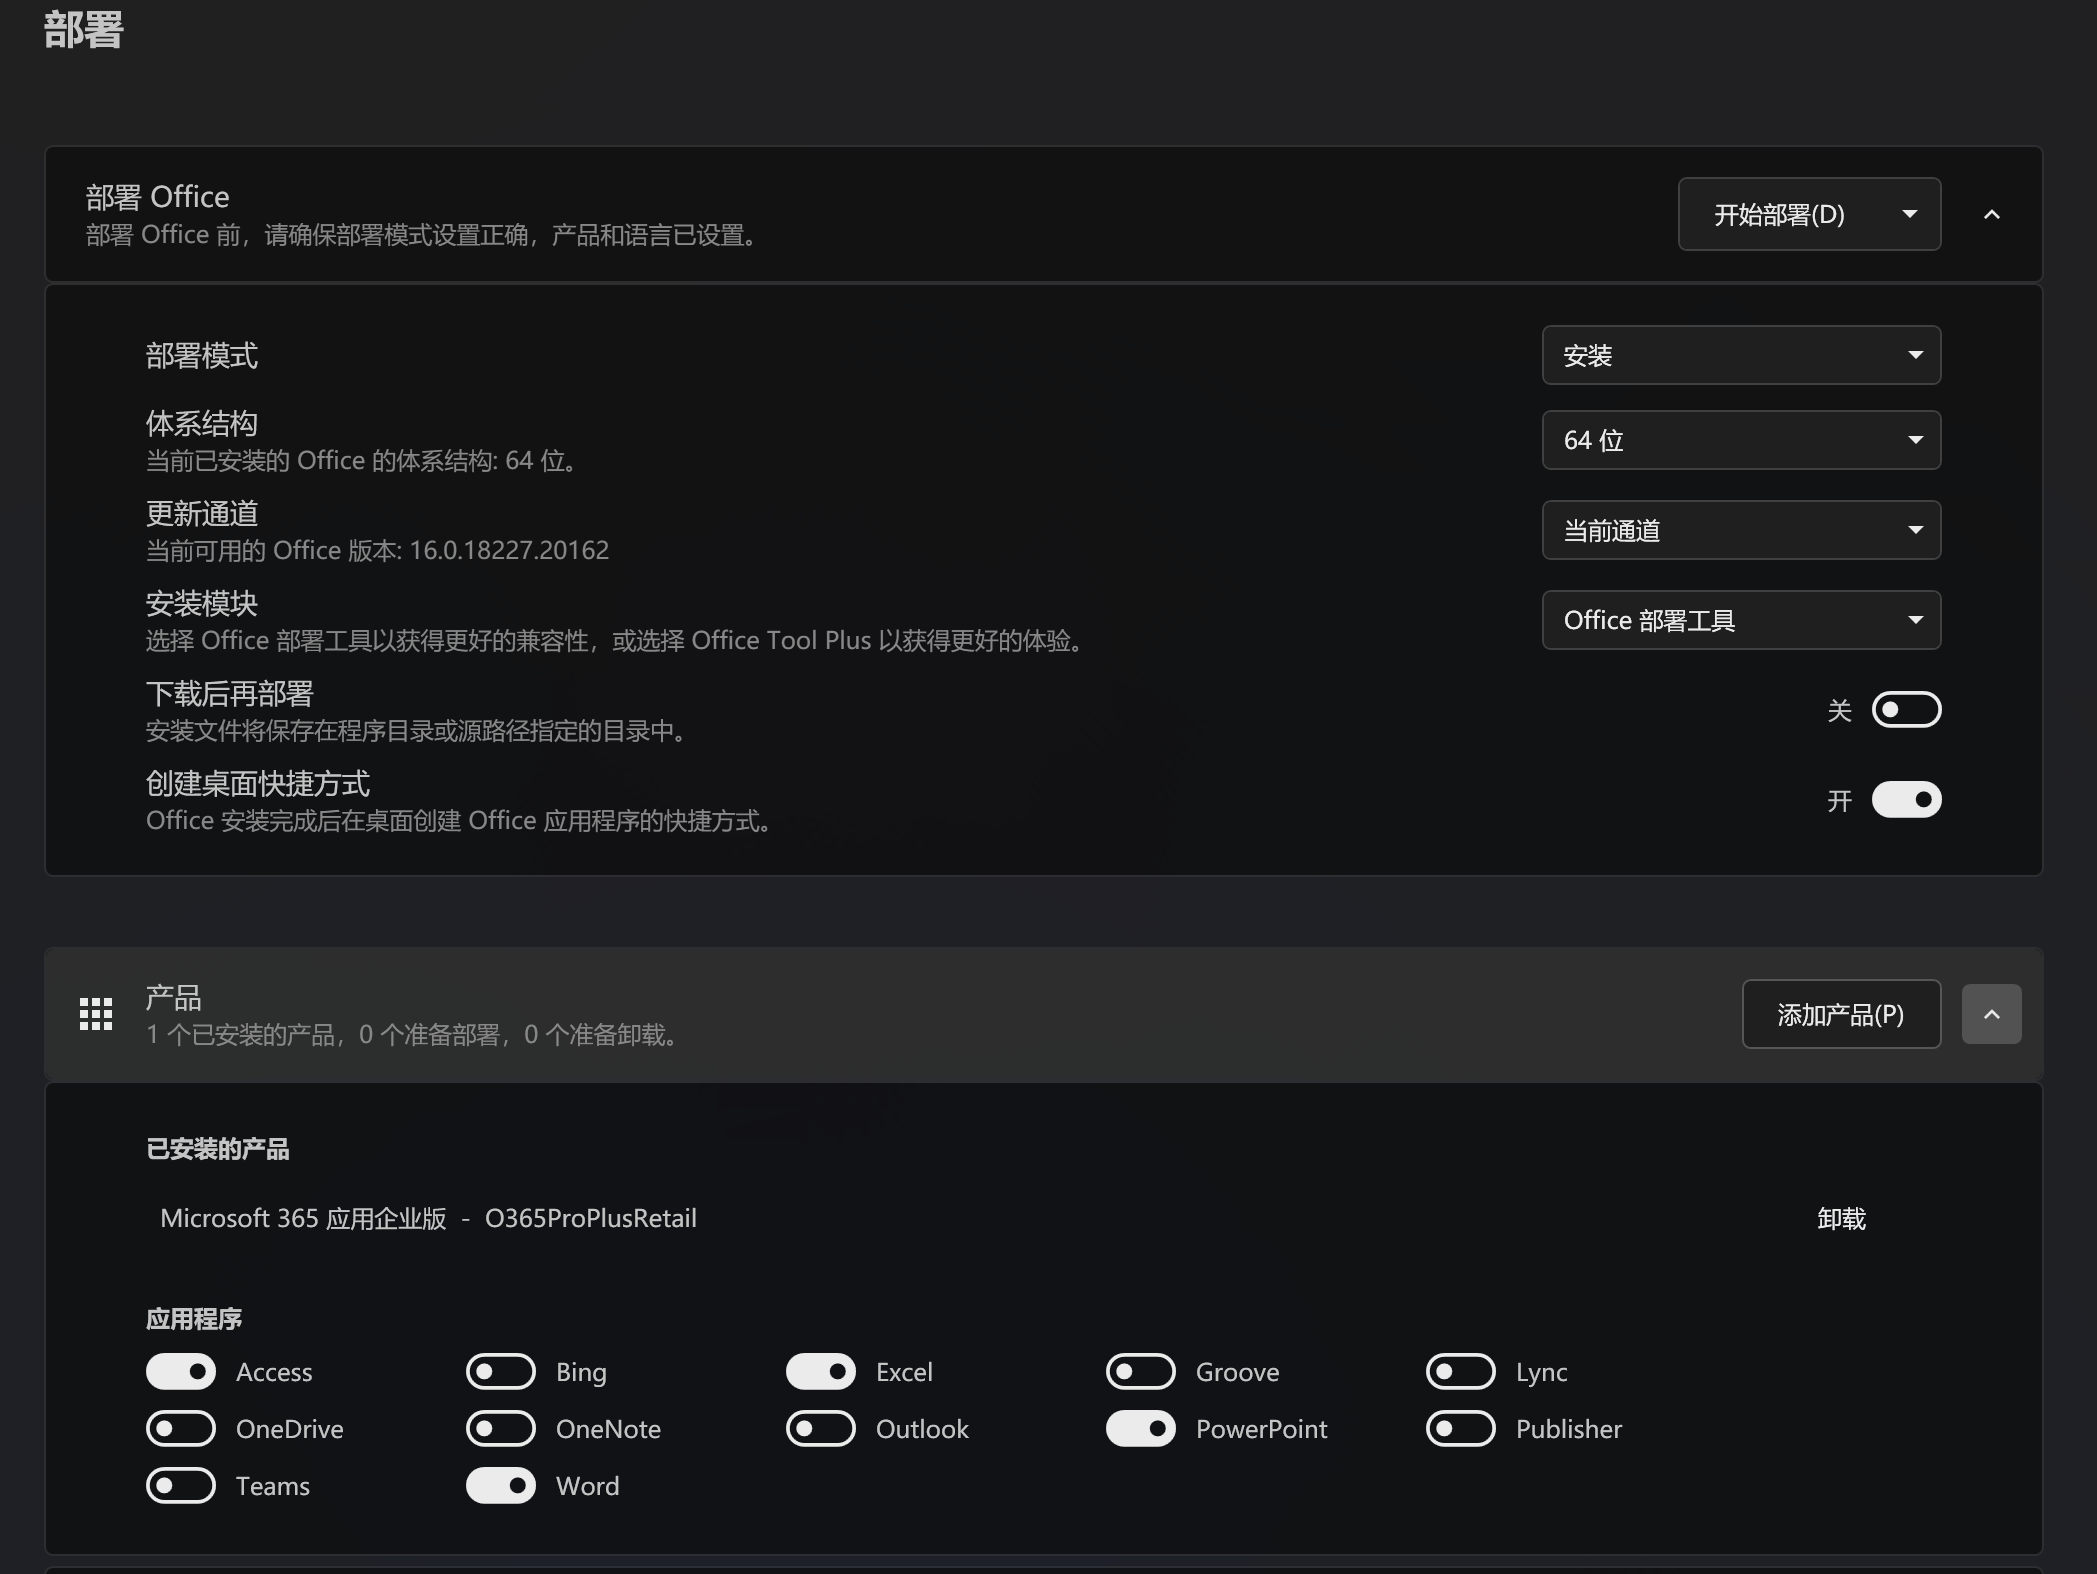 部署
部署 Office
部署 Office 前，请确保部署模式设置正确，产品和语言已设置。
开始部署(D)
部署模式
安装
体系结构
当前已安装的 Office 的体系结构: 64 位。
64 位
更新通道
当前可用的 Office 版本: 16.0.18227.20162
当前通道
安装模块
选择 Office 部署工具以获得更好的兼容性，或选择 Office Tool Plus 以获得更好的体验。
Office 部署工具
下载后再部署
安装文件将保存在程序目录或源路径指定的目录中。
关
创建桌面快捷方式
Office 安装完成后在桌面创建 Office 应用程序的快捷方式。
开
产品
1 个已安装的产品，0 个准备部署，0 个准备卸载。
添加产品(P)
已安装的产品
Microsoft 365 应用企业版 - O365ProPlusRetail
卸载
应用程序
Access Bing Excel Groove Lync
OneDrive OneNote Outlook PowerPoint Publisher
Teams Word